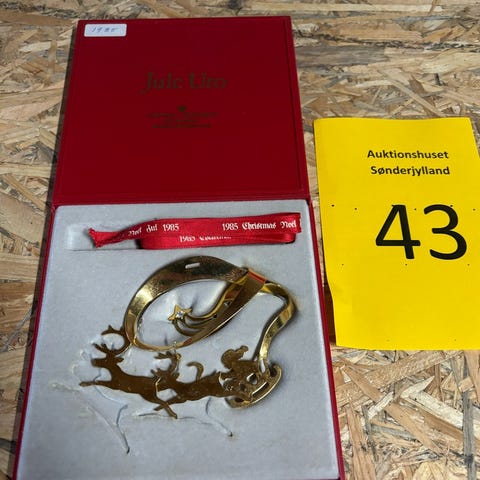 1985
Jule Uro
Noel Jul 1985
1985 Christmas Noel
1985
Auktionshuset
Sønderjylland
43